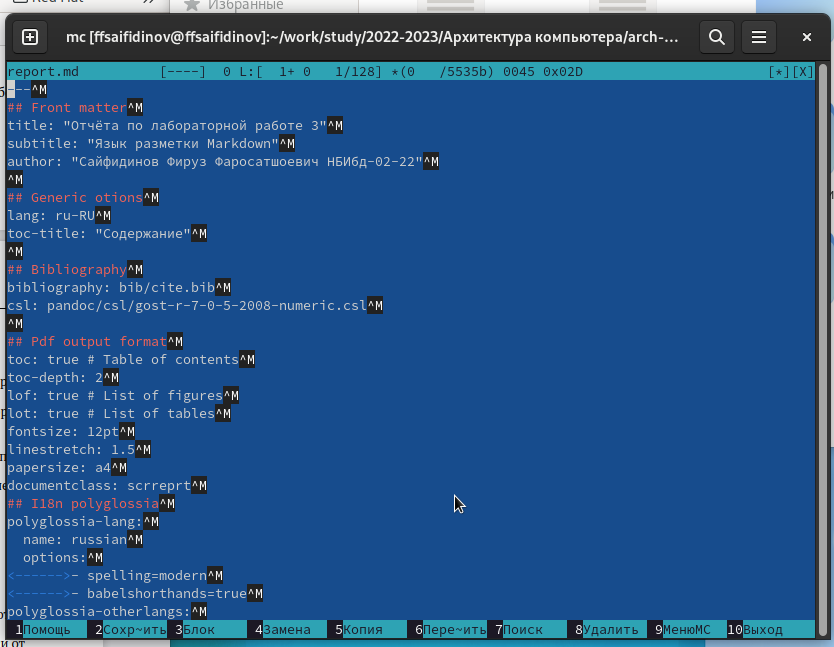 Избранные
mc [ffsaifidinov@ffsaifidinov]:~/work/study/2022-2023/Архитектура компьютера/arch-...
report.md [----] 0 L:[ 1+ 0 1/128] *(0 /5535b) 0045 0x02D [*][X]
---^M
## Front matter^M
title: "Отчёта по лабораторной работе 3"^M
subtitle: "Язык разметки Markdown"^M
author: "Сайфидинов Фируз Фаросатшоевич НБИбд-02-22"^M
^M
## Generic otions^M
lang: ru-RU^M
toc-title: "Содержание"^M
^M
## Bibliography^M
bibliography: bib/cite.bib^M
csl: pandoc/csl/gost-r-7-0-5-2008-numeric.csl^M
^M
## Pdf output format^M
toc: true # Table of contents^M
toc-depth: 2^M
lof: true # List of figures^M
lot: true # List of tables^M
fontsize: 12pt^M
linestretch: 1.5^M
papersize: a4^M
documentclass: scrreprt^M
## I18n polyglossia^M
polyglossia-lang:^M
  name: russian^M
  options:^M
<------>- spelling=modern^M
<------>- babelshorthands=true^M
polyglossia-otherlangs:^M
1Помощь 2Сохр~ить 3Блок 4Замена 5Копия 6Пере~ить 7Поиск 8Удалить 9МенюМС 10Выход